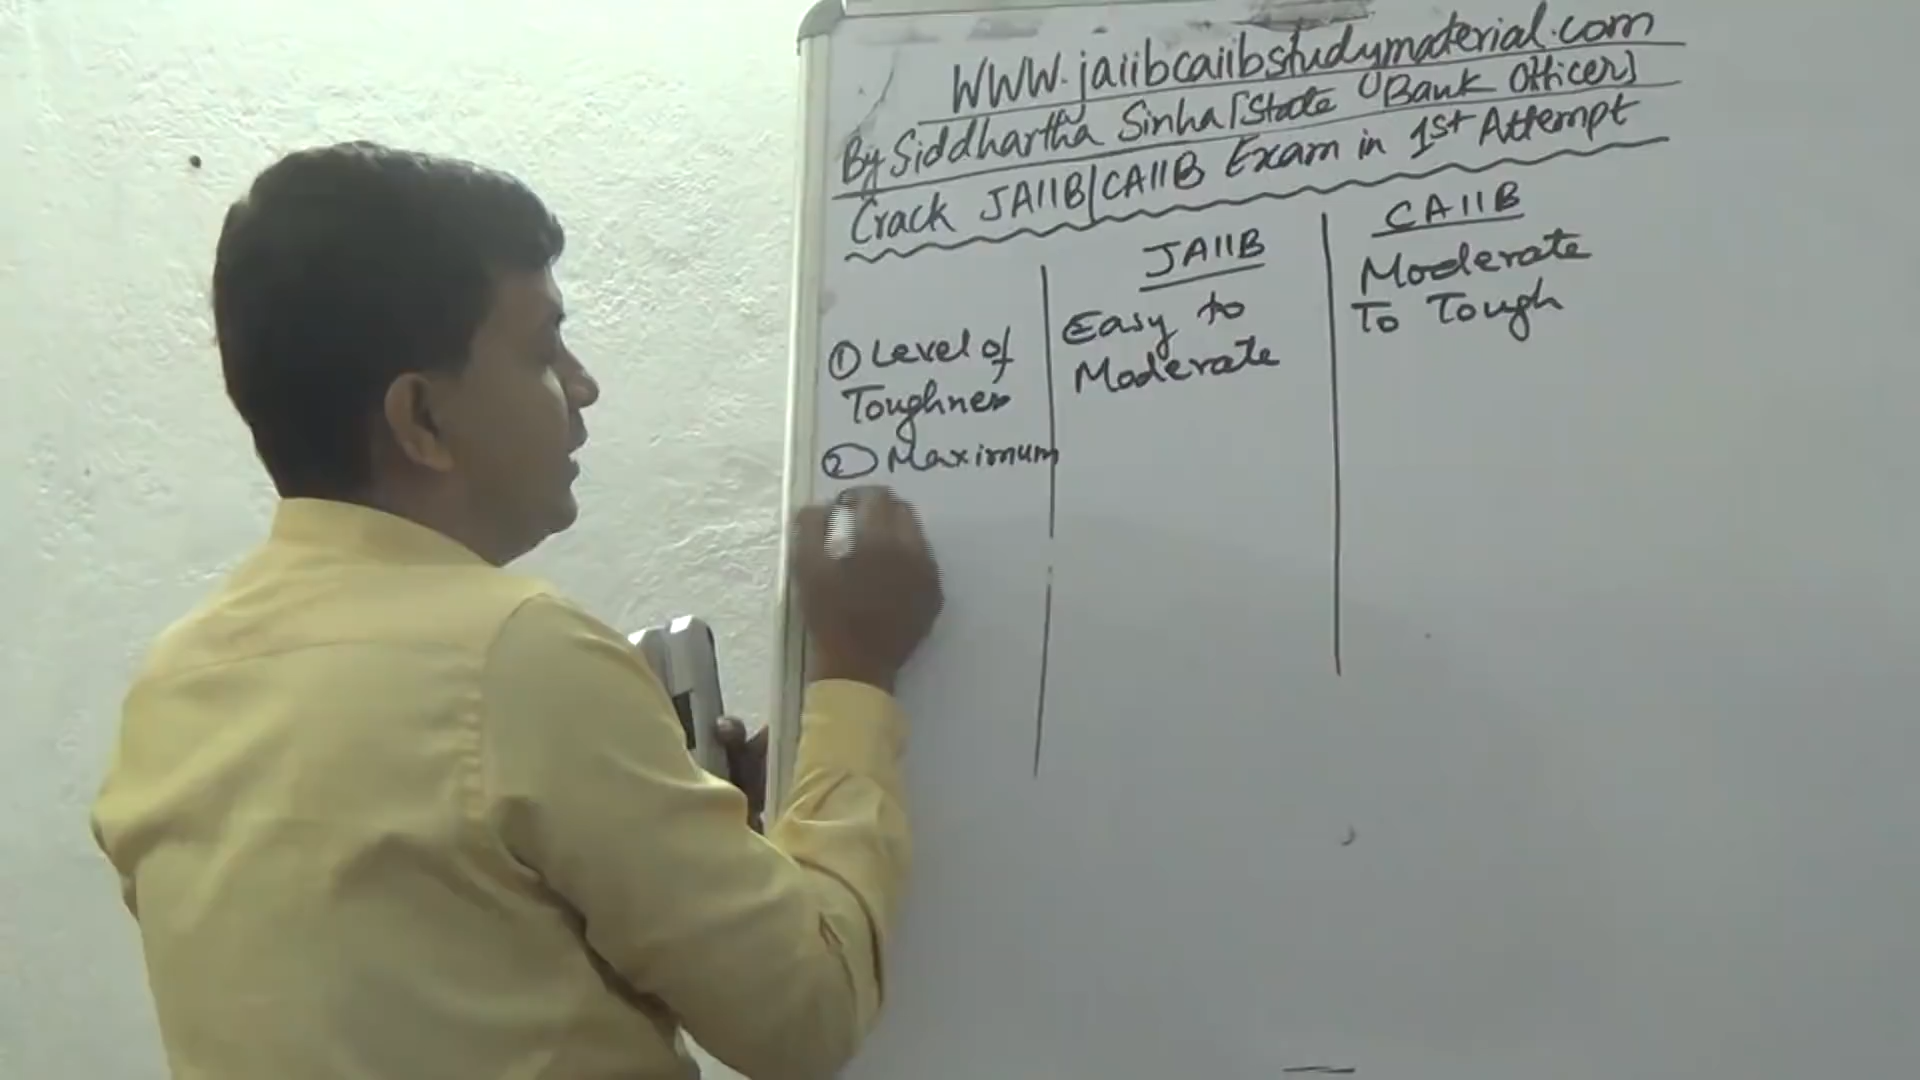 www.jaiibcaiibstudymaterial.com
By Siddhartha Sinha [State Bank Officer]
Crack JAIIB/CAIIB Exam in 1st Attempt
JAIIB
CAIIB
① Level of Toughness
Easy to Moderate
Moderate To Tough
② Maximum